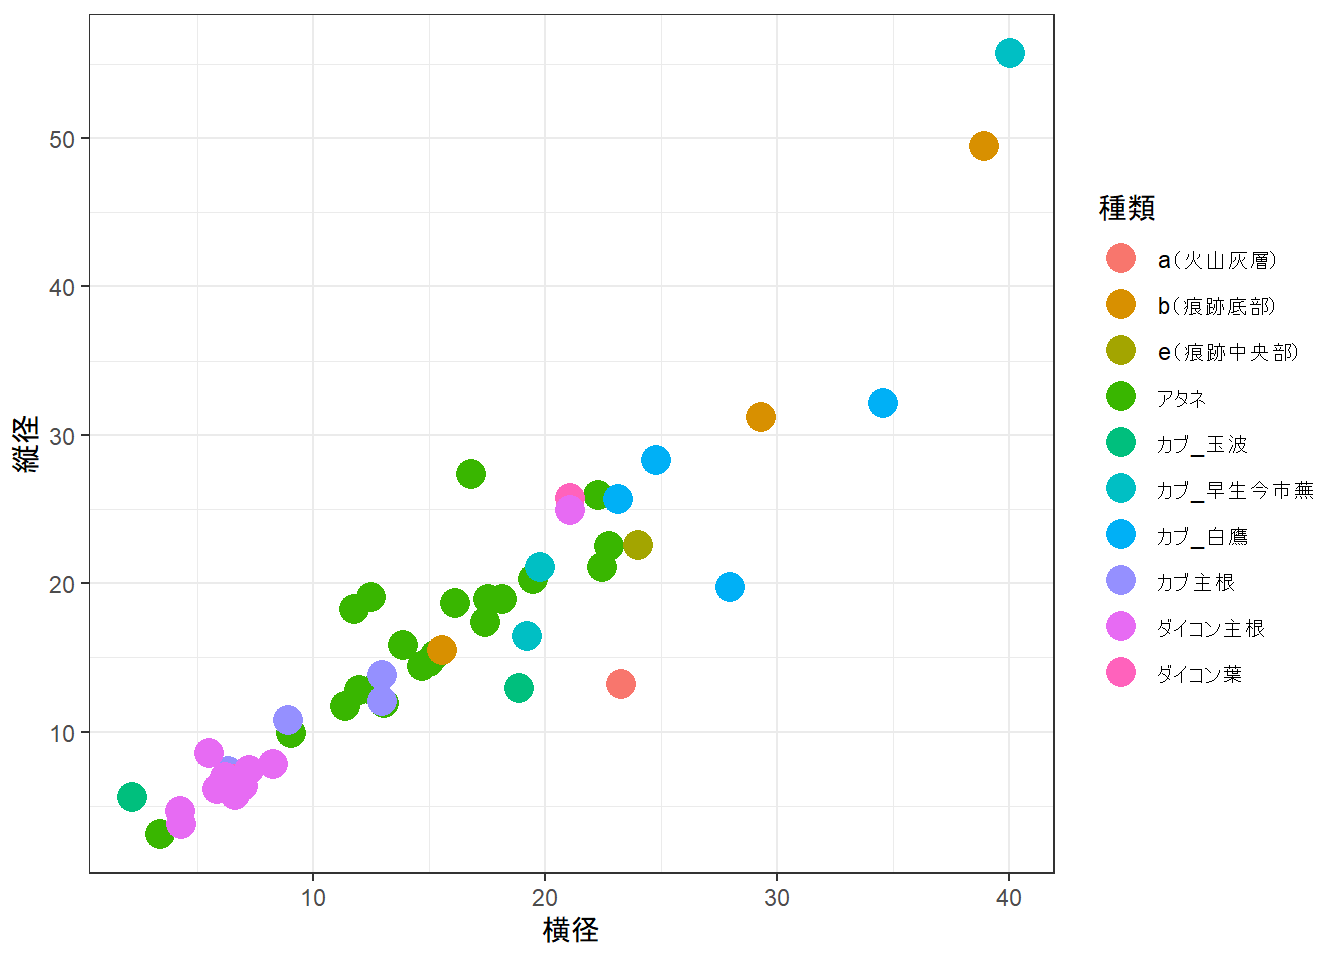 縦径
50
40
30
20
10
10
20
30
40
横径
種類
a(火山灰層)
b(痕跡底部)
e(痕跡中央部)
アタネ
カブ_玉波
カブ_早生今市蕪
カブ_白鷹
カブ主根
ダイコン主根
ダイコン葉